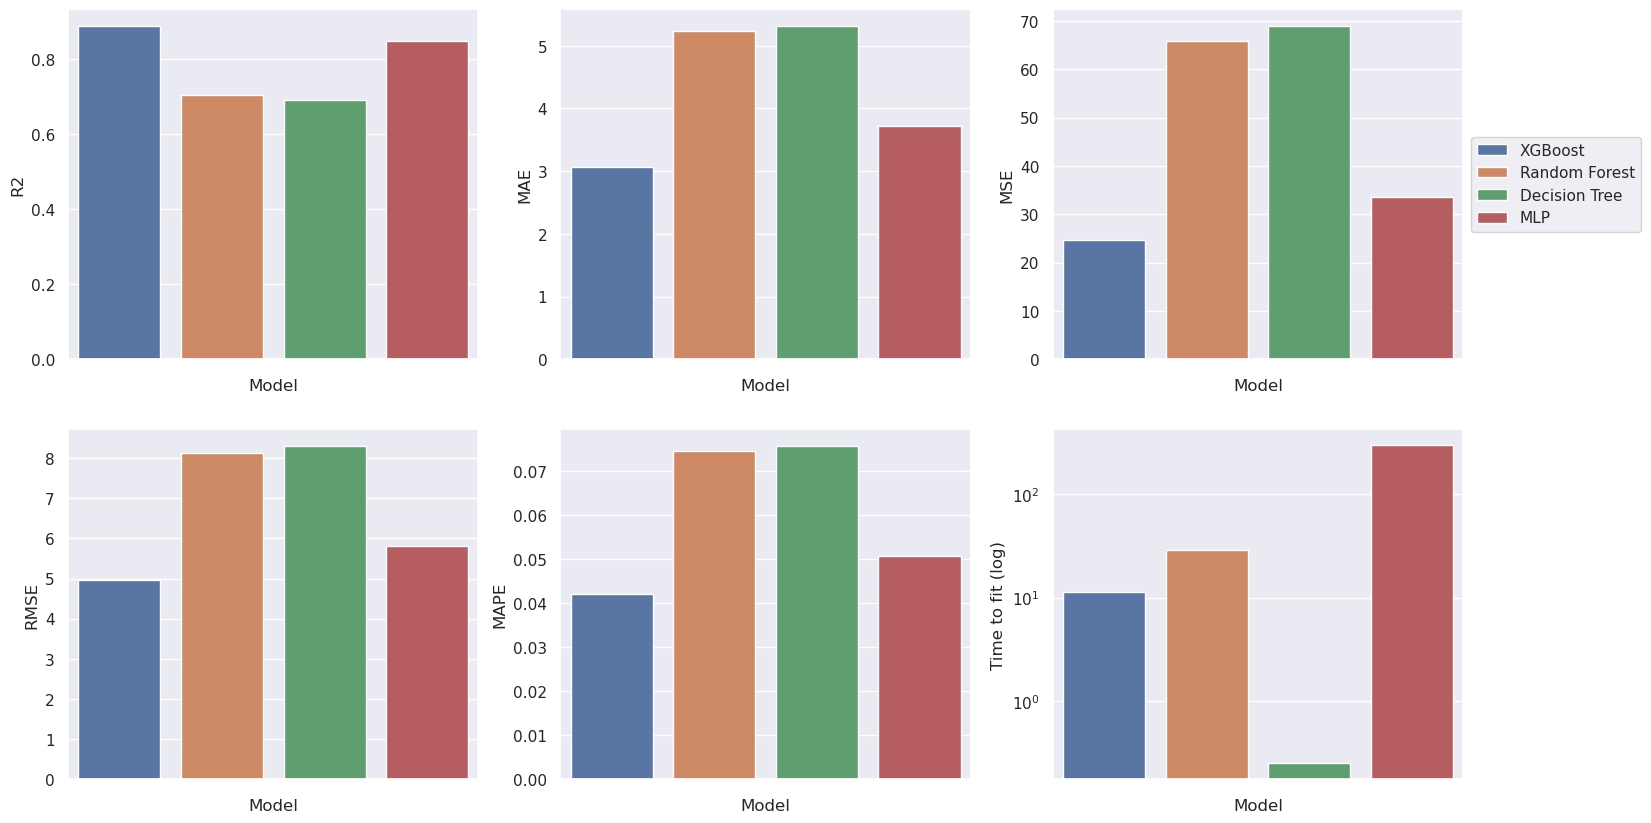 0.8
0.6
0.4
0.2
0.0
R2
Model
5
4
3
2
1
0
MAE
Model
70
60
50
40
30
20
10
0
MSE
Model
XGBoost
Random Forest
Decision Tree
MLP
8
7
6
5
4
3
2
1
0
RMSE
Model
0.07
0.06
0.05
0.04
0.03
0.02
0.01
0.00
MAPE
Model
10²
10¹
10⁰
Time to fit (log)
Model